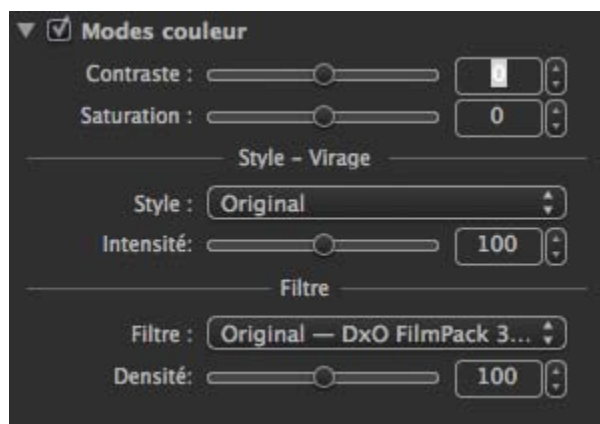 Modes couleur
Contraste : 0
Saturation : 0
Style – Virage
Style : Original
Intensité: 100
Filtre
Filtre : Original — DxO FilmPack 3...
Densité: 100